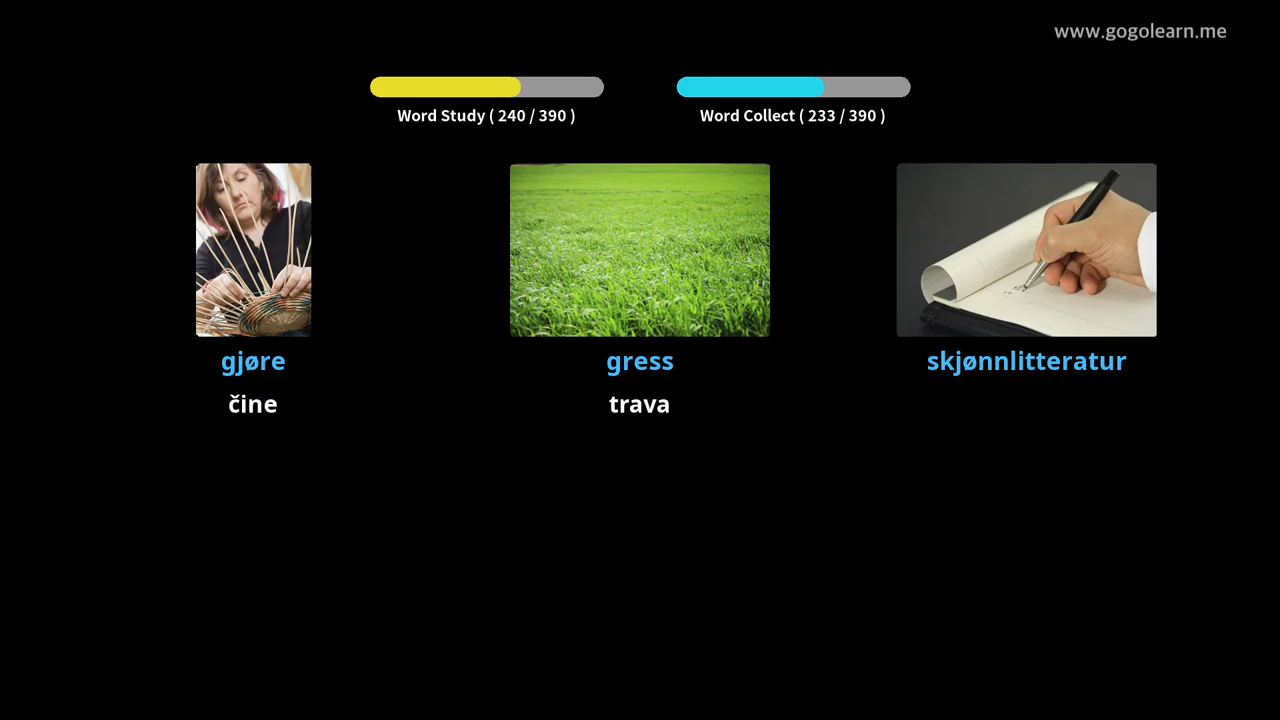 www.gogolearn.me
Word Study ( 240 / 390 )
Word Collect ( 233 / 390 )
gjøre
gress
skjønnlitteratur
čine
trava